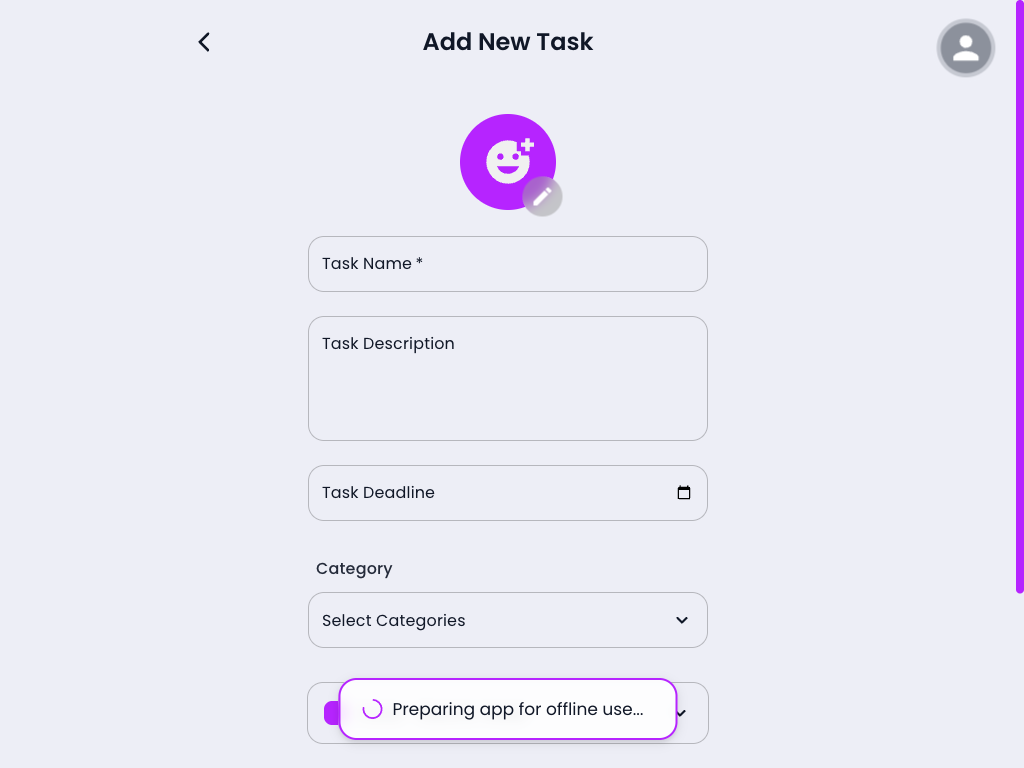 Add New Task
Task Name *
Task Description
Task Deadline
Category
Select Categories
Preparing app for offline use...